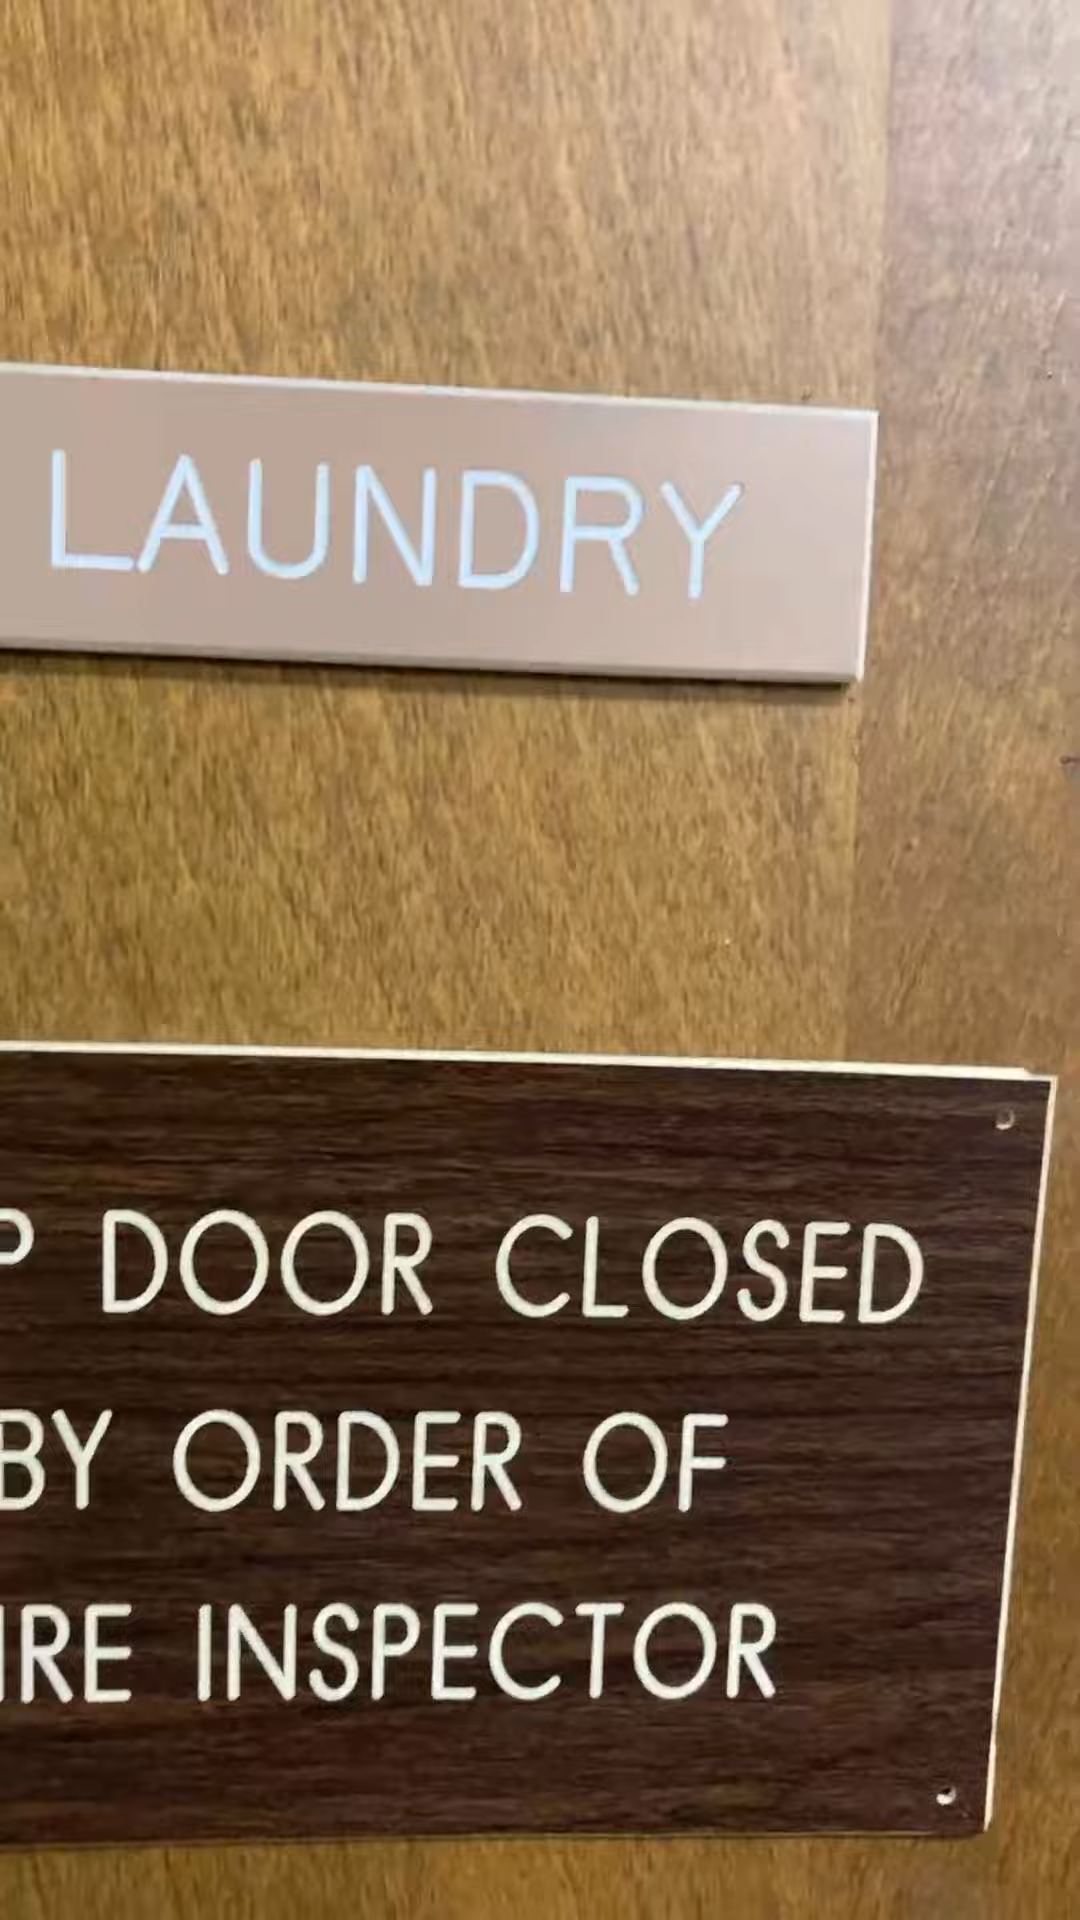 LAUNDRY
P DOOR CLOSED
BY ORDER OF
IRE INSPECTOR